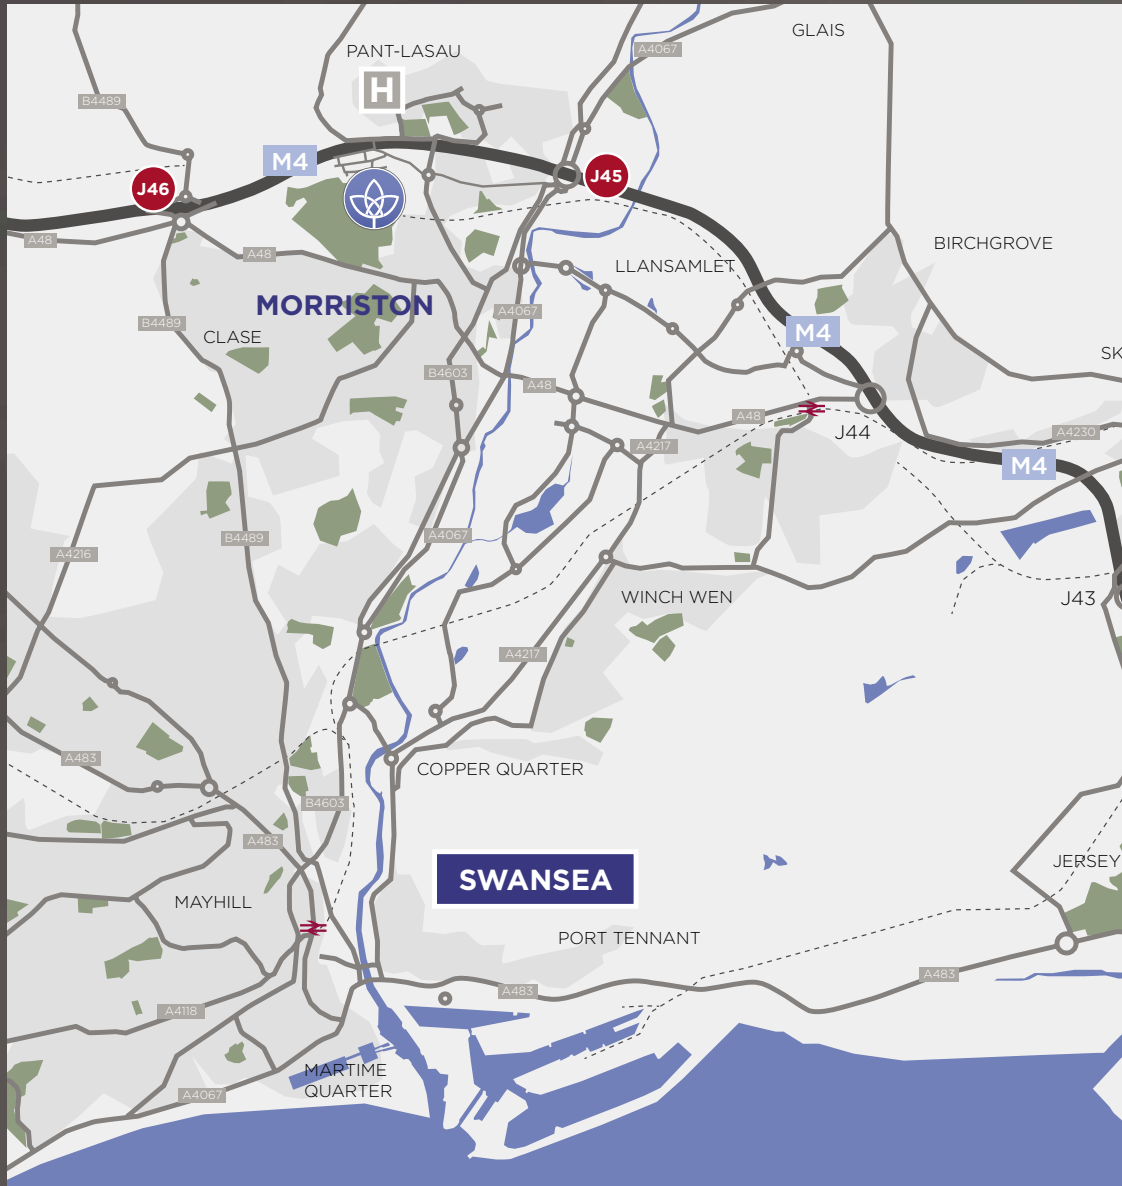 GLAIS
PANT-LASAU
A4067
H
B4489
M4
J46
J45
A48
A48
BIRCHGROVE
LLANSAMLET
MORRISTON
A4067
B4489
M4
CLASE
SK
B4603
A48
A48
J44
A4230
A4217
M4
A4067
B4489
A4216
WINCH WEN
J43
A4217
A483
COPPER QUARTER
B4603
A483
JERSEY
SWANSEA
MAYHILL
PORT TENNANT
A483
A483
A4118
MARTIME
QUARTER
A4067